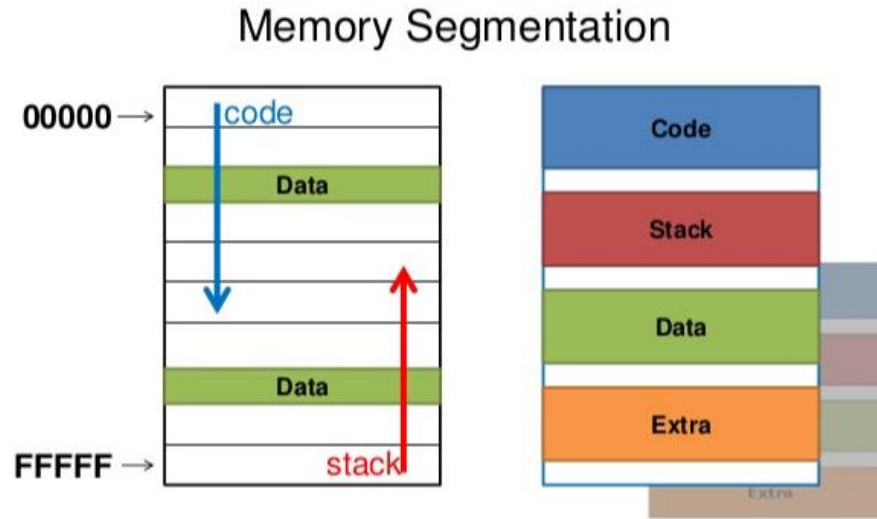 Memory Segmentation
00000
code
Data
Data
FFFFF
stack
Code
Stack
Data
Extra
Extra